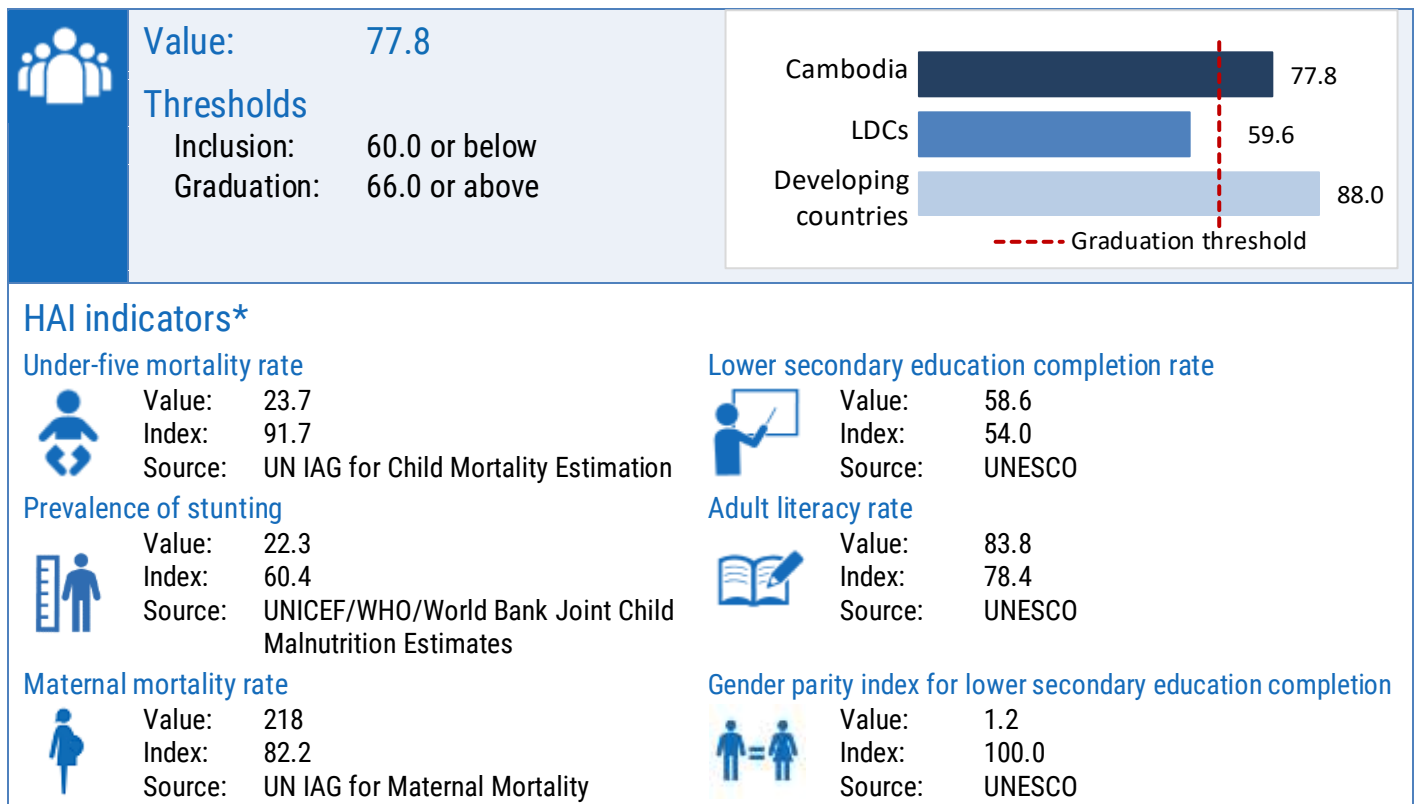 Value: 77.8
Thresholds
Inclusion: 60.0 or below
Graduation: 66.0 or above
Cambodia 77.8
LDCs 59.6
Developing
countries 88.0
Graduation threshold
HAI indicators*
Under-five mortality rate
Value: 23.7
Index: 91.7
Source: UN IAG for Child Mortality Estimation
Prevalence of stunting
Value: 22.3
Index: 60.4
Source: UNICEF/WHO/World Bank Joint Child
Malnutrition Estimates
Maternal mortality rate
Value: 218
Index: 82.2
Source: UN IAG for Maternal Mortality
Lower secondary education completion rate
Value: 58.6
Index: 54.0
Source: UNESCO
Adult literacy rate
Value: 83.8
Index: 78.4
Source: UNESCO
Gender parity index for lower secondary education completion
Value: 1.2
Index: 100.0
Source: UNESCO